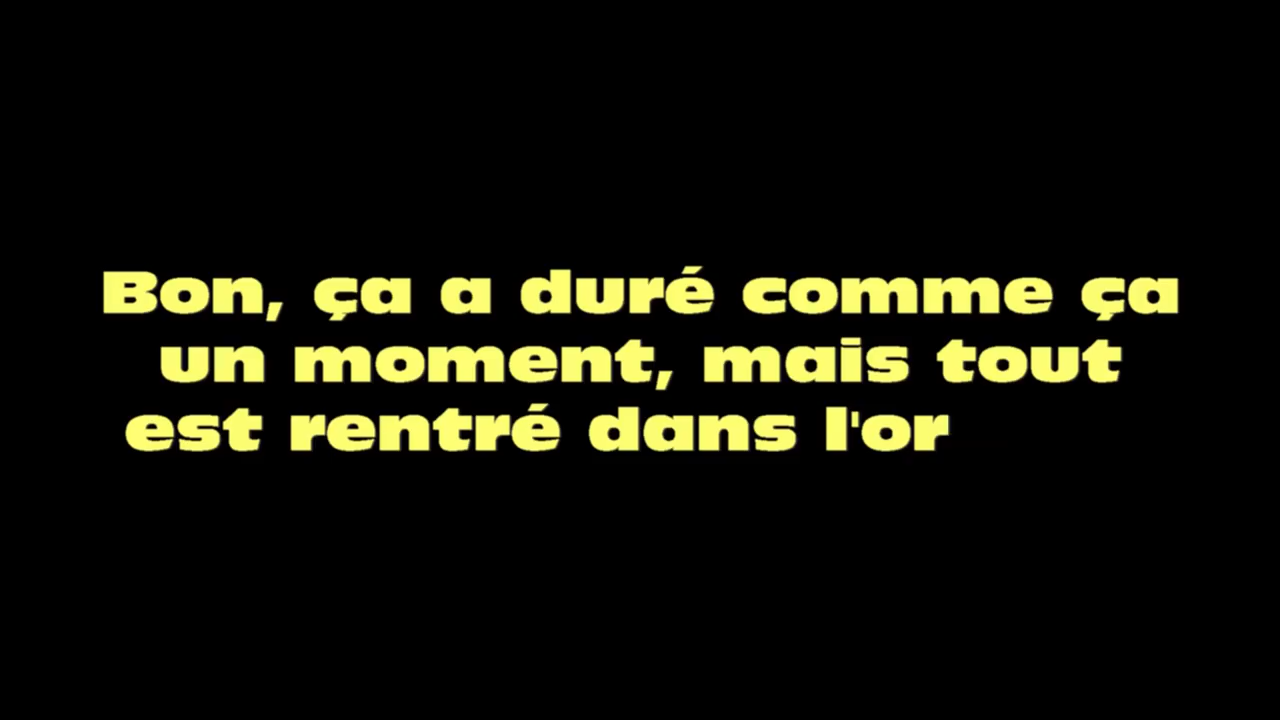 Bon, ça a duré comme ça
un moment, mais tout
est rentré dans l'or